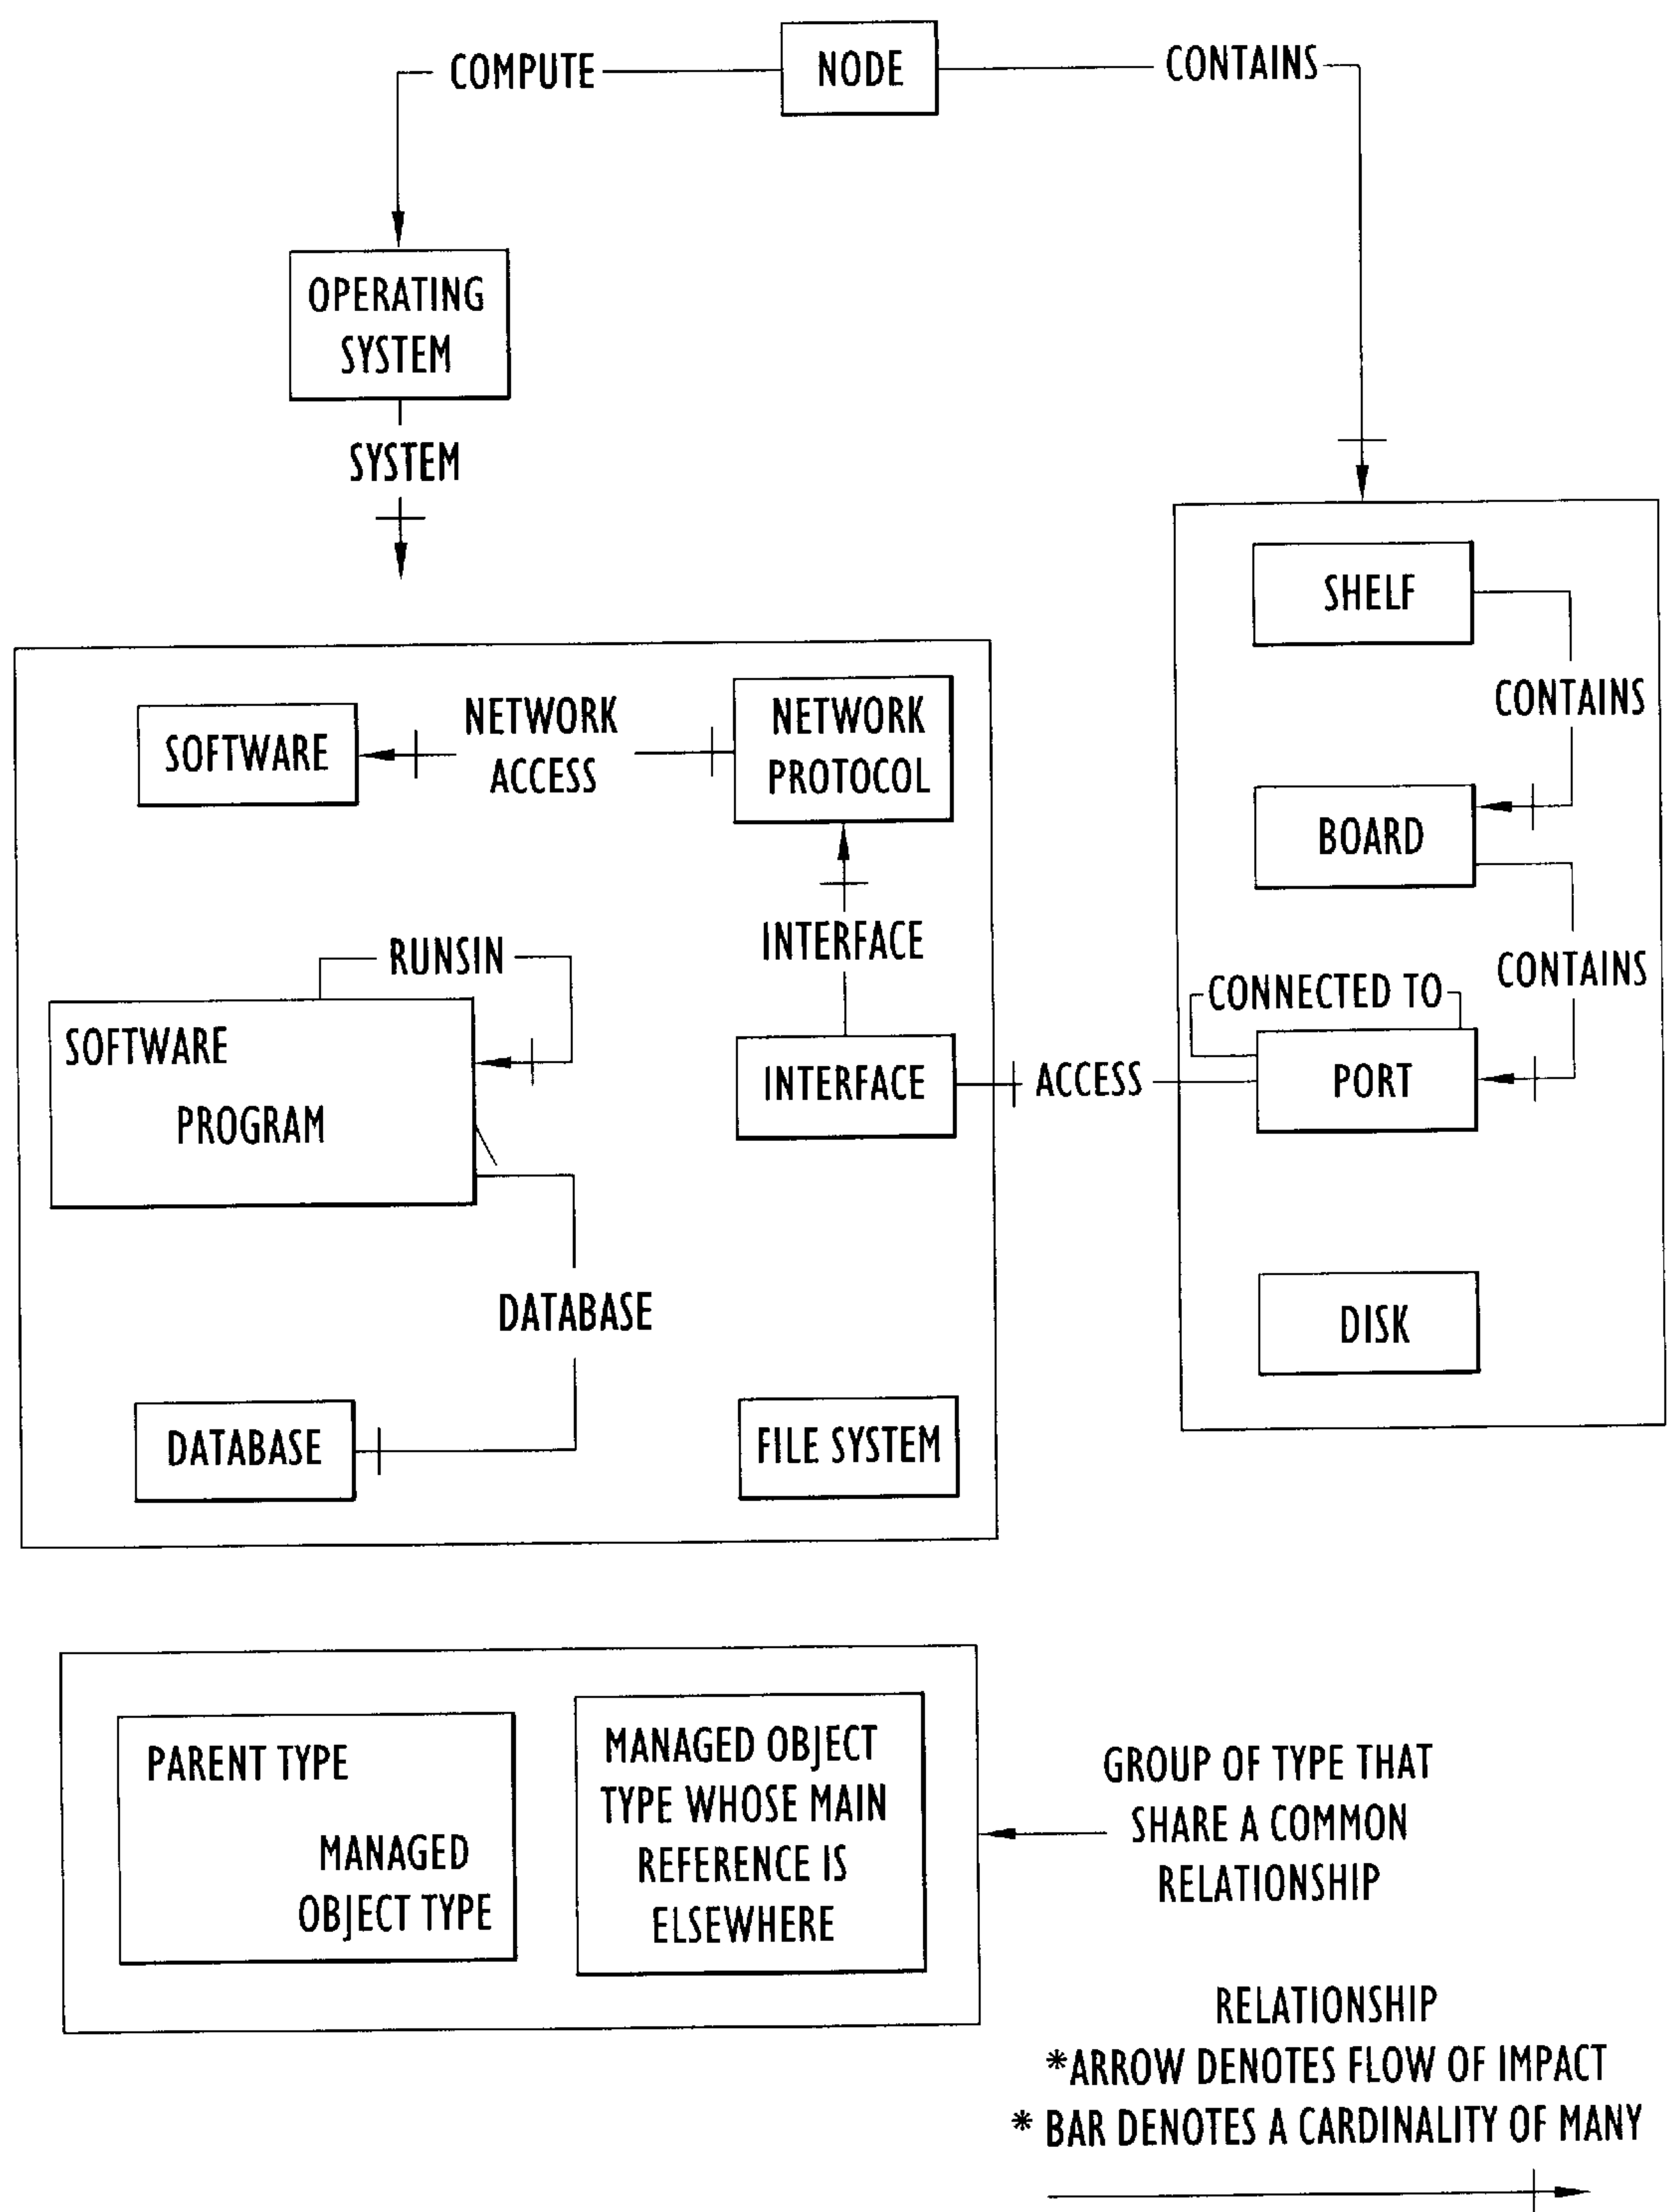 COMPUTE
NODE
CONTAINS
OPERATING
SYSTEM
SYSTEM
SHELF
CONTAINS
BOARD
CONTAINS
CONNECTED TO
PORT
DISK
SOFTWARE
NETWORK
ACCESS
NETWORK
PROTOCOL
RUNSIN
INTERFACE
SOFTWARE
PROGRAM
INTERFACE
ACCESS
DATABASE
DATABASE
FILE SYSTEM
PARENT TYPE
MANAGED
OBJECT TYPE
MANAGED OBJECT
TYPE WHOSE MAIN
REFERENCE IS
ELSEWHERE
GROUP OF TYPE THAT
SHARE A COMMON
RELATIONSHIP
RELATIONSHIP
*ARROW DENOTES FLOW OF IMPACT
* BAR DENOTES A CARDINALITY OF MANY